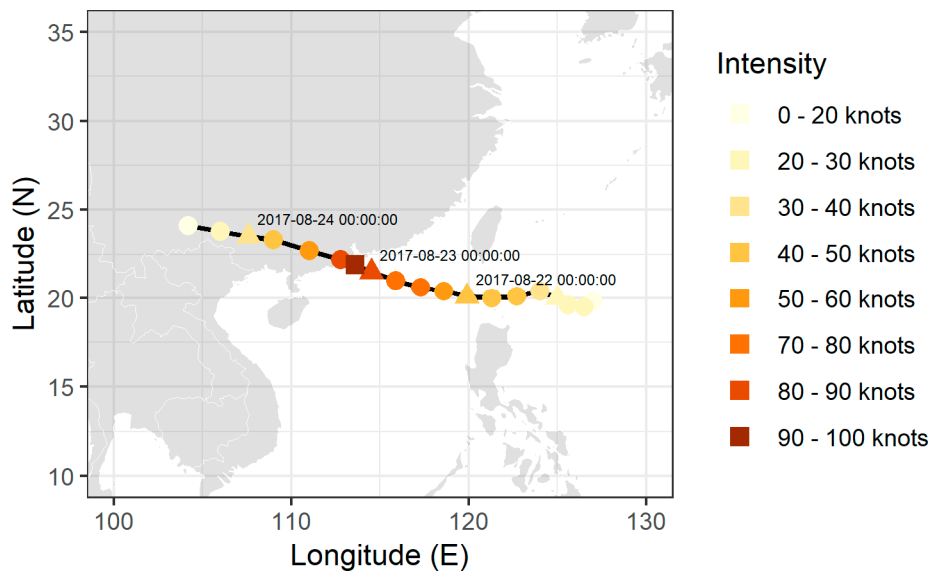 35
30
25
20
15
10
Latitude (N)
2017-08-24 00:00:00
2017-08-23 00:00:00
2017-08-22 00:00:00
100
110
120
130
Longitude (E)
Intensity
0 - 20 knots
20 - 30 knots
30 - 40 knots
40 - 50 knots
50 - 60 knots
70 - 80 knots
80 - 90 knots
90 - 100 knots